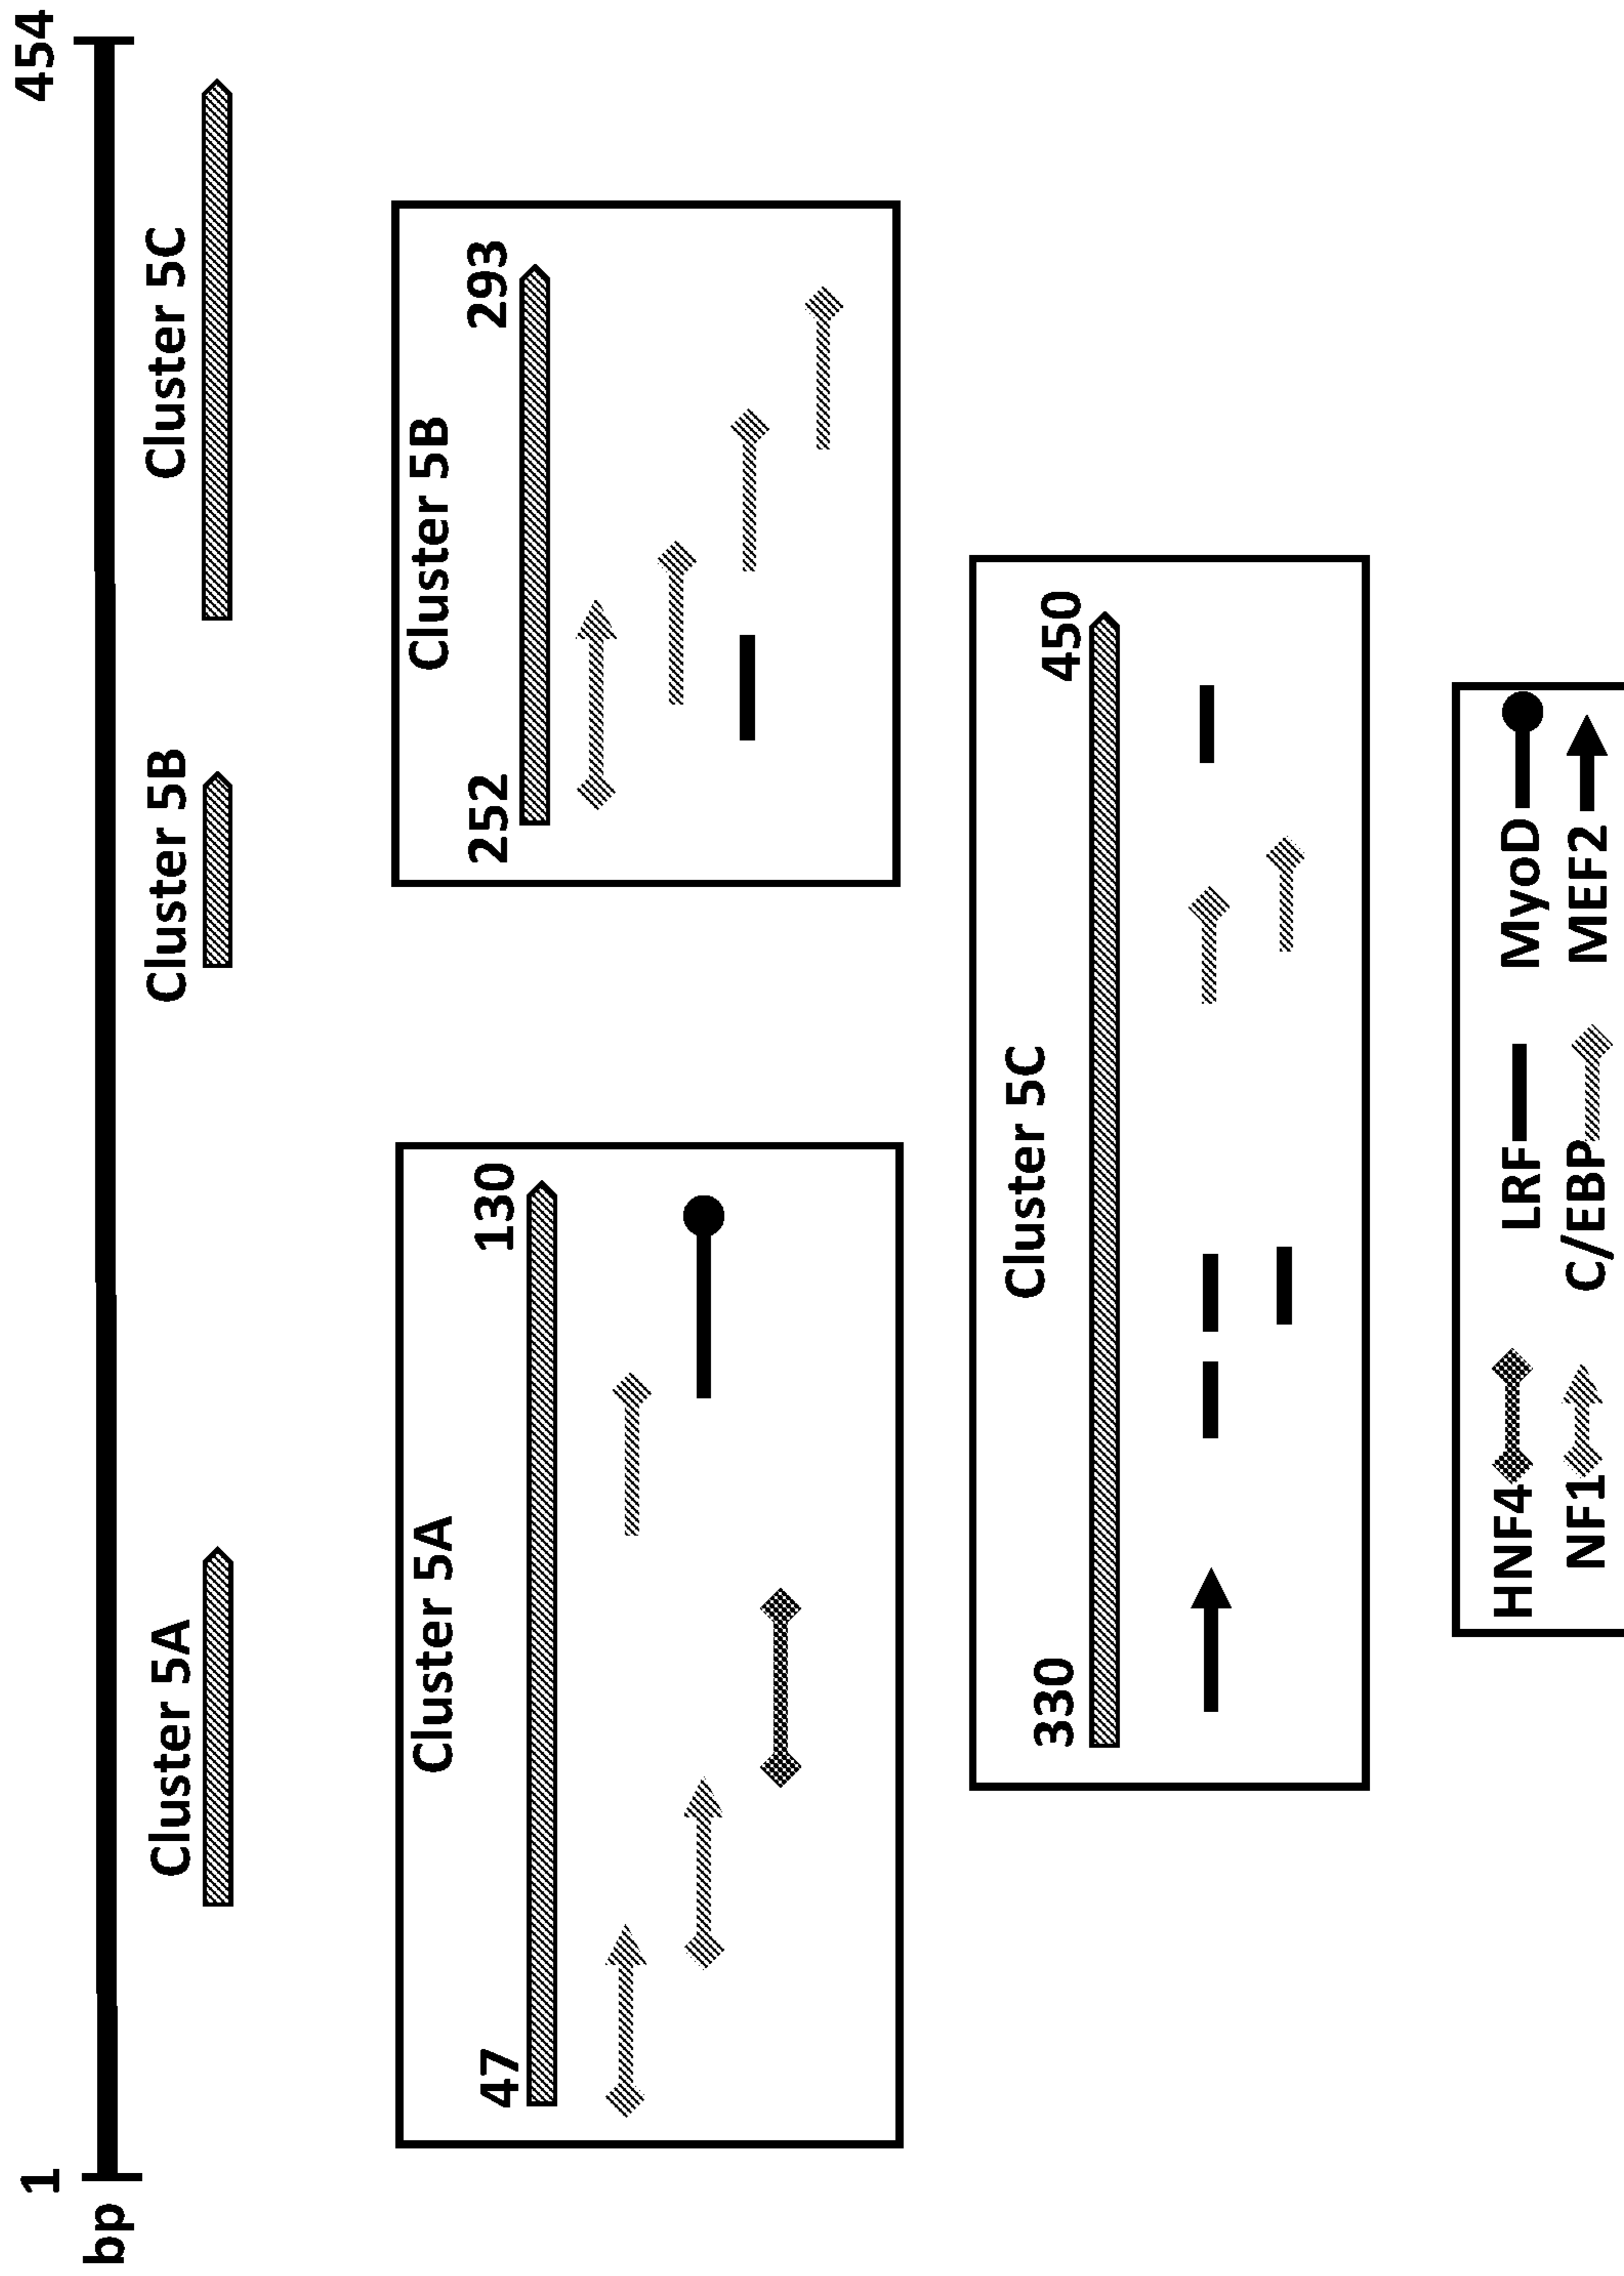 1 454
bp
Cluster 5A Cluster 5B Cluster 5C
Cluster 5A
47 130
Cluster 5B
252 293
Cluster 5C
330 450
HNF4 LRF MyoD
NF1 C/EBP MEF2